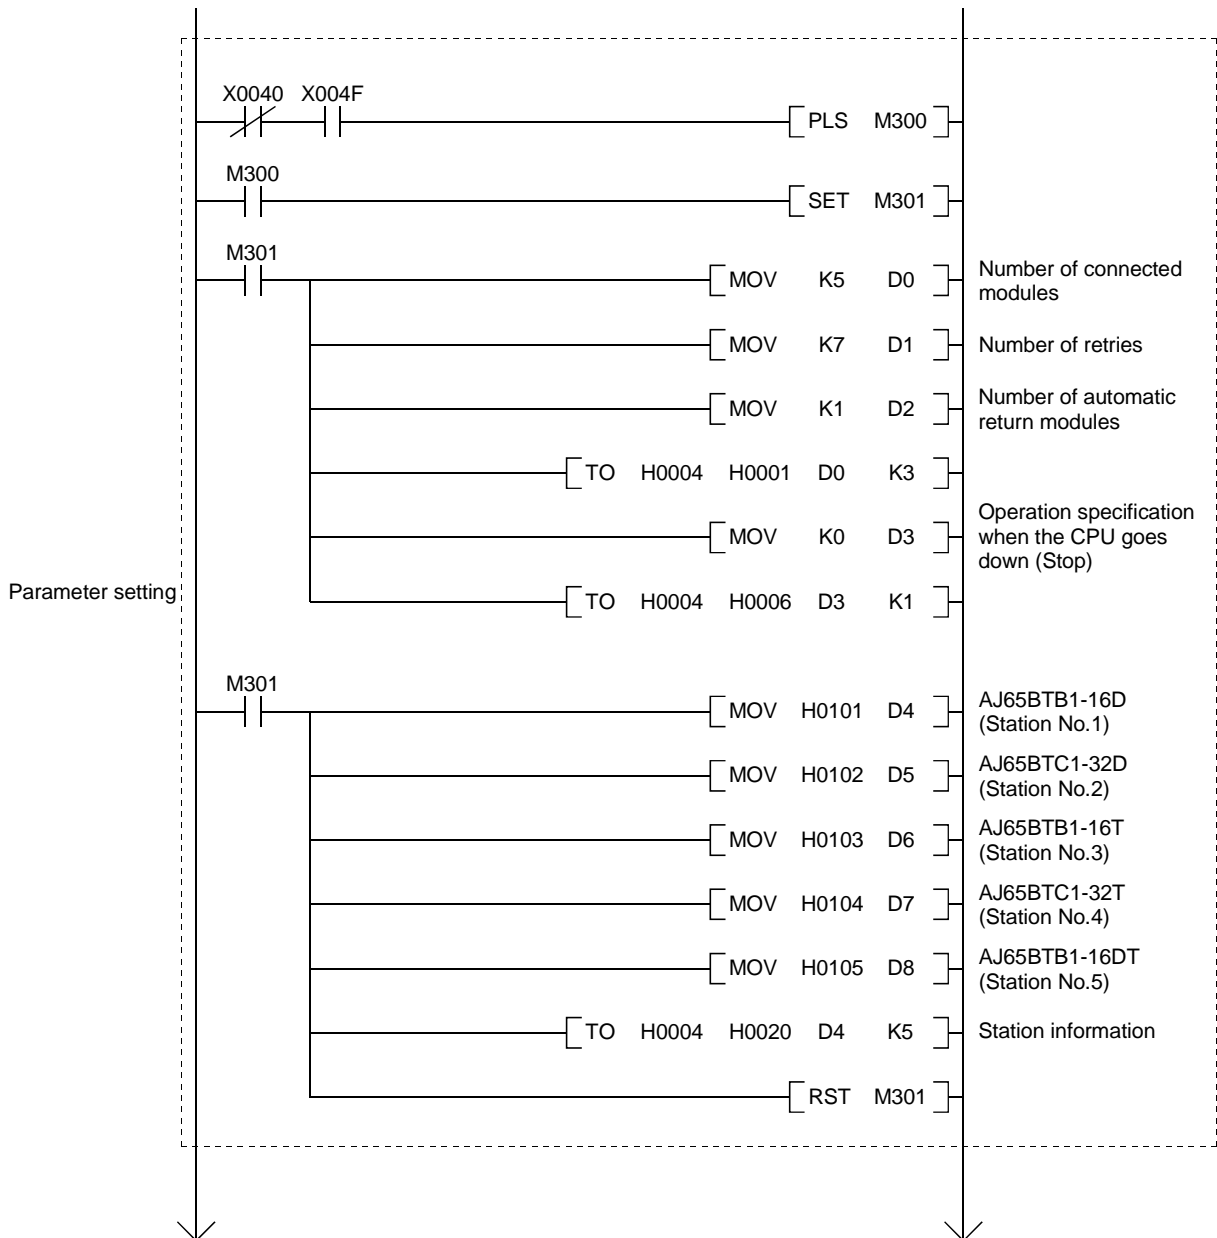 X0040 X004F
PLS M300
M300
SET M301
M301
MOV K5 D0
Number of connected
modules
MOV K7 D1
Number of retries
MOV K1 D2
Number of automatic
return modules
TO H0004 H0001 D0 K3
MOV K0 D3
Operation specification
when the CPU goes
down (Stop)
Parameter setting
TO H0004 H0006 D3 K1
M301
MOV H0101 D4
AJ65BTB1-16D
(Station No.1)
MOV H0102 D5
AJ65BTC1-32D
(Station No.2)
MOV H0103 D6
AJ65BTB1-16T
(Station No.3)
MOV H0104 D7
AJ65BTC1-32T
(Station No.4)
MOV H0105 D8
AJ65BTB1-16DT
(Station No.5)
TO H0004 H0020 D4 K5
Station information
RST M301